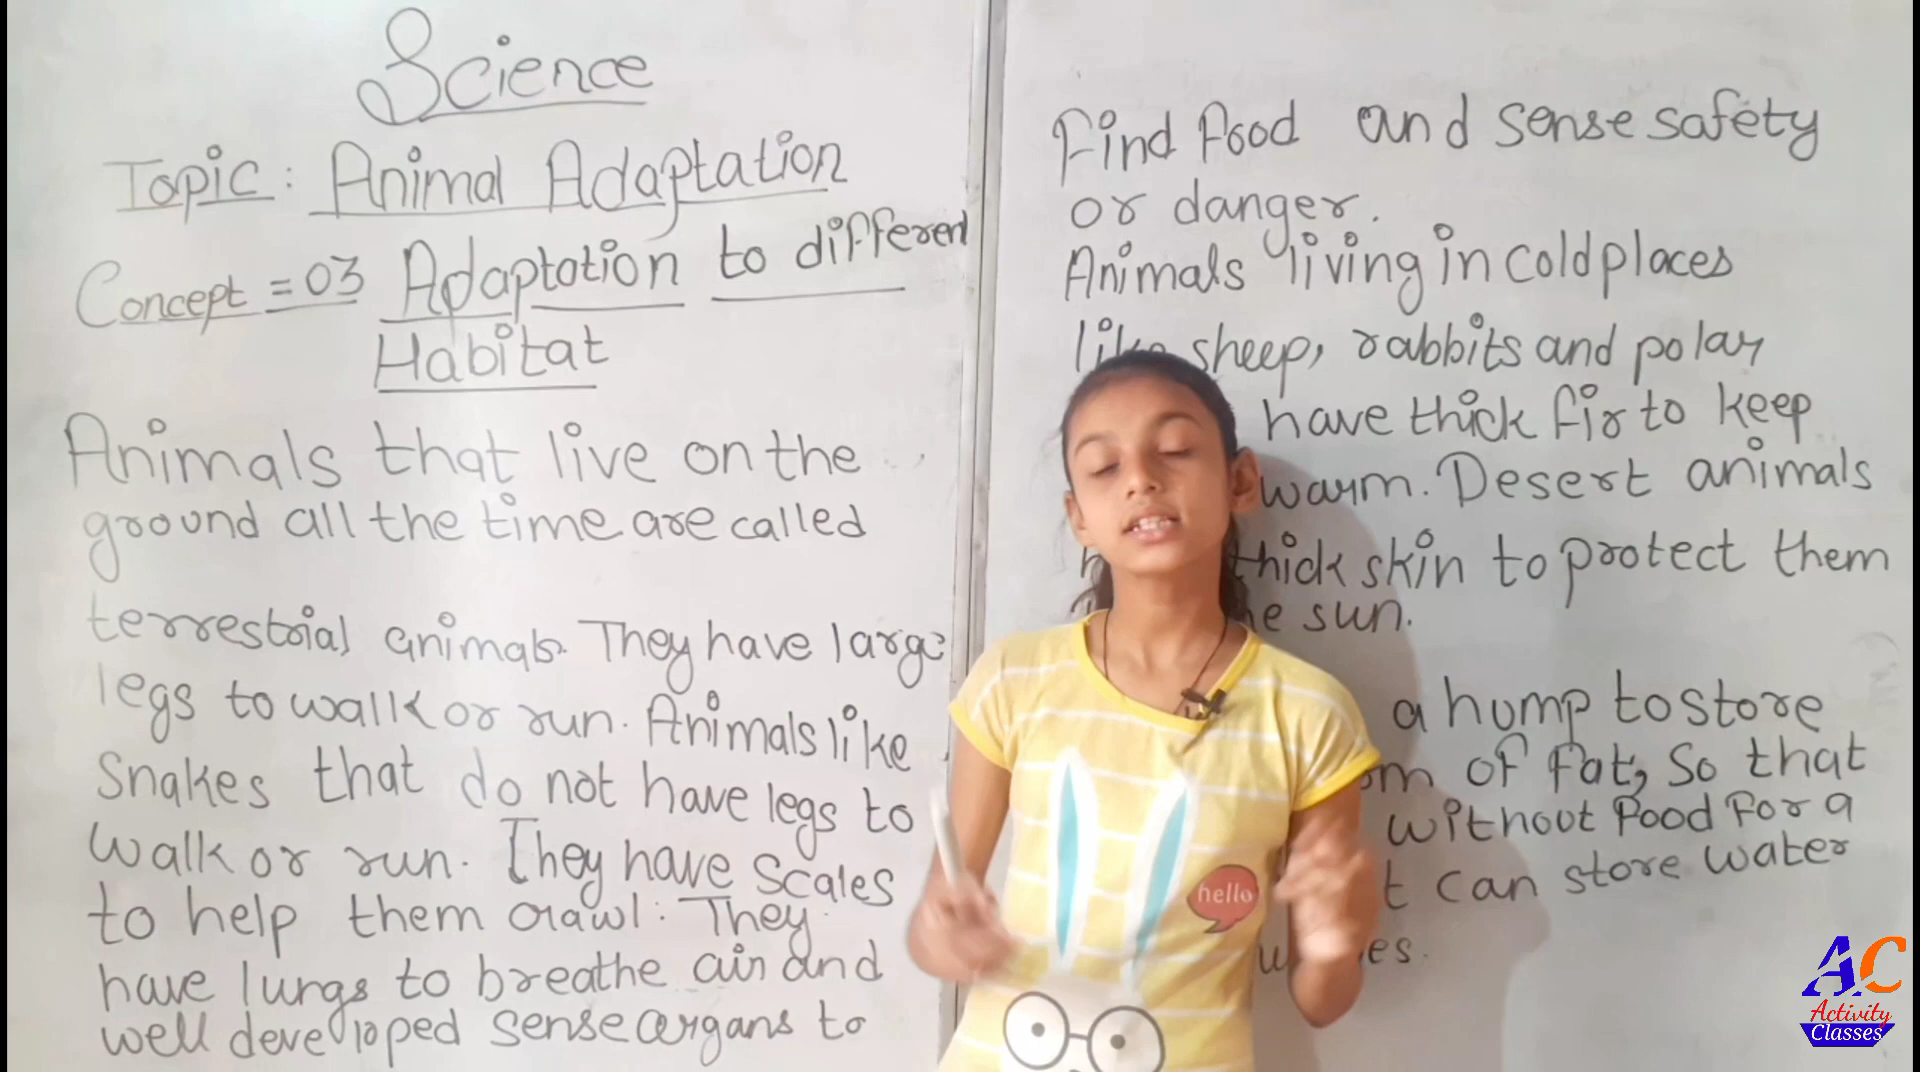 Science
Topic: Animal Adaptation
Concept = 03 Adaptation to different
Habitat
Animals that live on the
ground all the time are called
terrestrial animals. They have large
legs to walk or run. Animals like
Snakes that do not have legs to
walk or run. They have scales
to help them crawl. They
have lungs to breathe air and
well developed sense organs to
Find food and sense safety
or danger.
Animals living in cold places
like sheep, rabbits and polar
have thick fir to keep
warm. Desert animals
thick skin to protect them
sun.
a hump to store
of fat, so that
without food for a
can store water
hello
AC
Activity
Classes